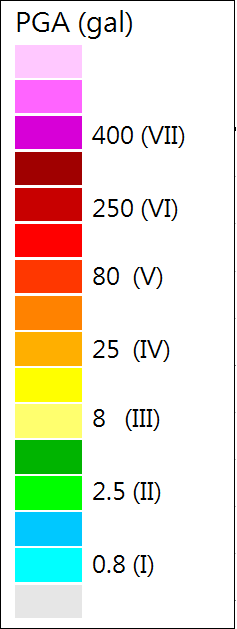 PGA (gal)
400 (VII)
250 (VI)
80 (V)
25 (IV)
8 (III)
2.5 (II)
0.8 (I)